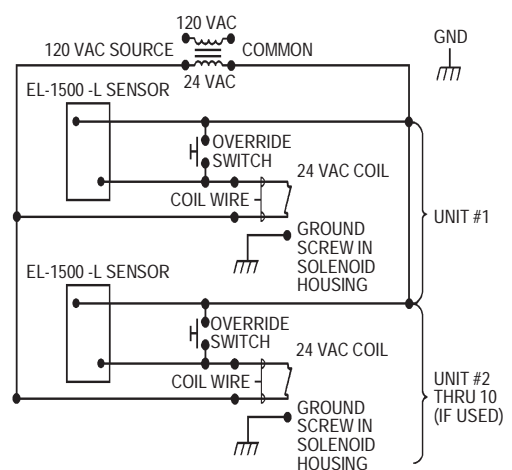 120 VAC
120 VAC SOURCE
COMMON
24 VAC
GND
EL-1500 -L SENSOR
OVERRIDE
SWITCH
24 VAC COIL
COIL WIRE
GROUND
SCREW IN
SOLENOID
HOUSING
UNIT #1
EL-1500 -L SENSOR
OVERRIDE
SWITCH
24 VAC COIL
COIL WIRE
GROUND
SCREW IN
SOLENOID
HOUSING
UNIT #2
THRU 10
(IF USED)